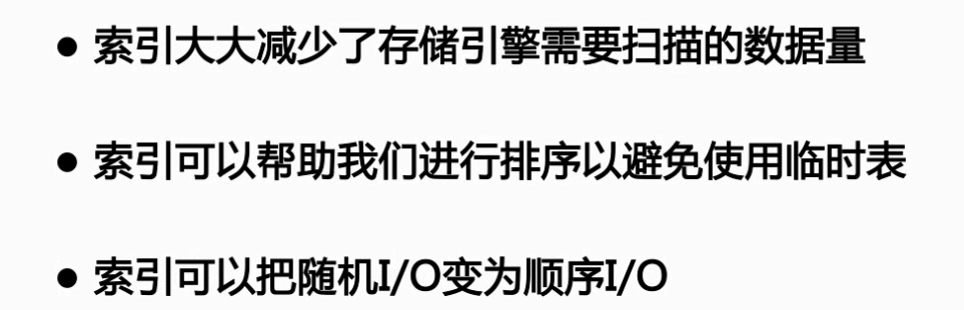 ● 索引大大减少了存储引擎需要扫描的数据量
● 索引可以帮助我们进行排序以避免使用临时表
● 索引可以把随机I/O变为顺序I/O